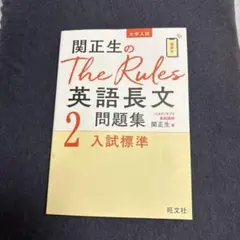 大学入試
関正生の
The Rules
英語長文
問題集
2
入試標準
関正生 著
旺文社